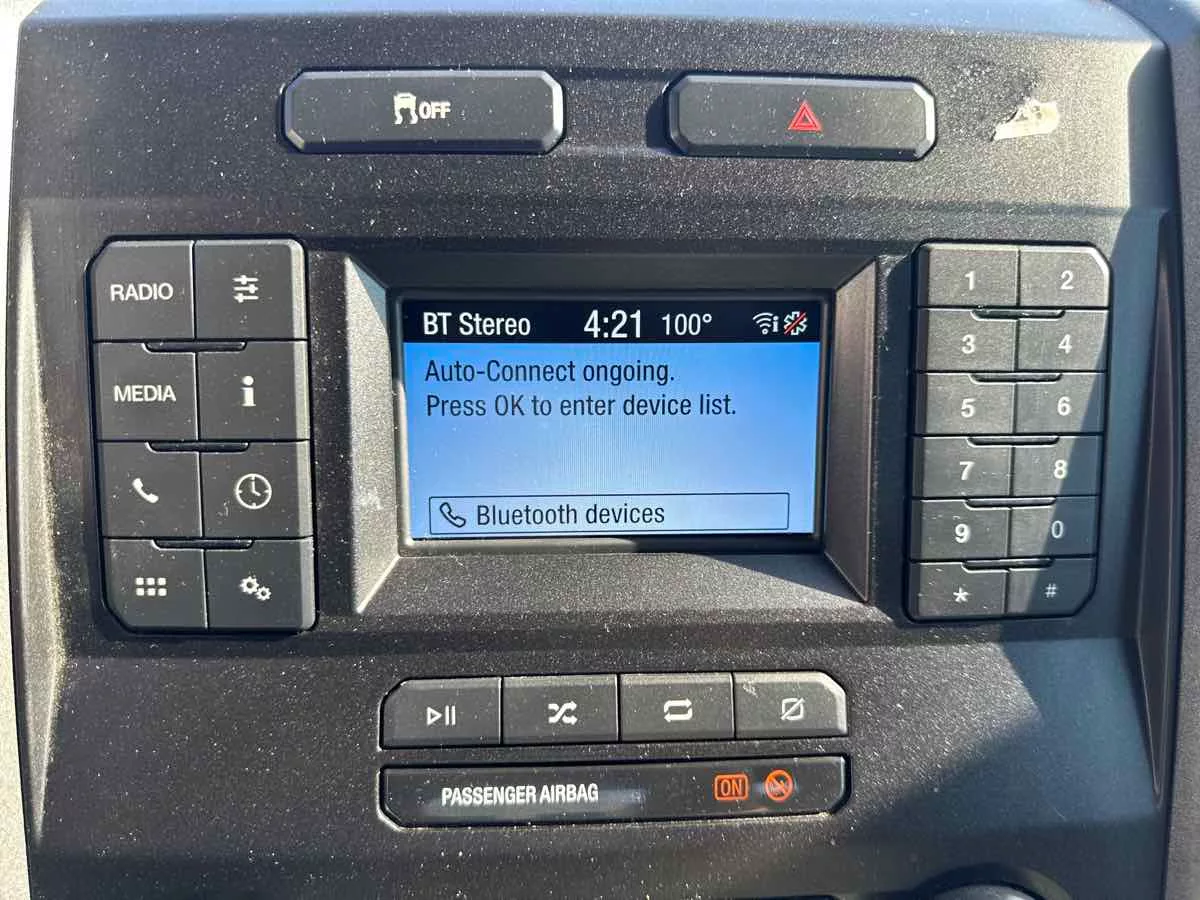 OFF
RADIO
MEDIA
i
BT Stereo 4:21 100°
Auto-Connect ongoing.
Press OK to enter device list.
Bluetooth devices
1 2
3 4
5 6
7 8
9 0
* #
PASSENGER AIRBAG ON